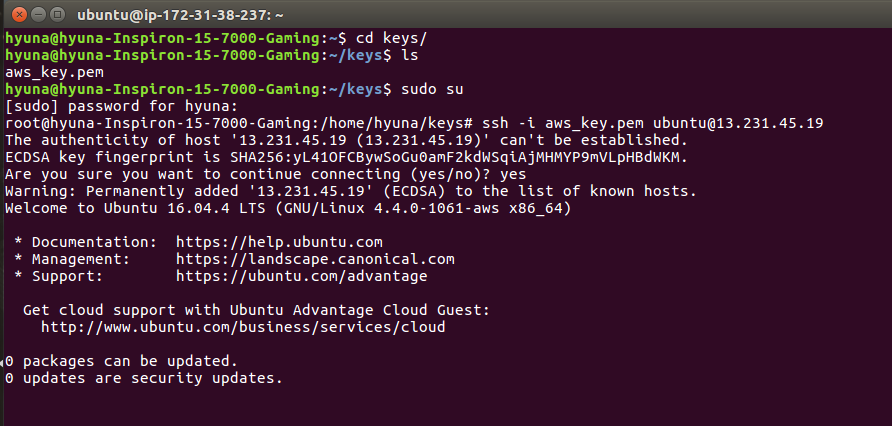 ubuntu@ip-172-31-38-237: ~
hyuna@hyuna-Inspiron-15-7000-Gaming:~$ cd keys/
hyuna@hyuna-Inspiron-15-7000-Gaming:~/keys$ ls
aws_key.pem
hyuna@hyuna-Inspiron-15-7000-Gaming:~/keys$ sudo su
[sudo] password for hyuna:
root@hyuna-Inspiron-15-7000-Gaming:/home/hyuna/keys# ssh -i aws_key.pem ubuntu@13.231.45.19
The authenticity of host '13.231.45.19 (13.231.45.19)' can't be established.
ECDSA key fingerprint is SHA256:yL41OFCBywSoGu0amF2kdWSqiAjMHMYP9mVLpHBdWKM.
Are you sure you want to continue connecting (yes/no)? yes
Warning: Permanently added '13.231.45.19' (ECDSA) to the list of known hosts.
Welcome to Ubuntu 16.04.4 LTS (GNU/Linux 4.4.0-1061-aws x86_64)
 * Documentation:  https://help.ubuntu.com
 * Management:     https://landscape.canonical.com
 * Support:        https://ubuntu.com/advantage
  Get cloud support with Ubuntu Advantage Cloud Guest:
    http://www.ubuntu.com/business/services/cloud
0 packages can be updated.
0 updates are security updates.